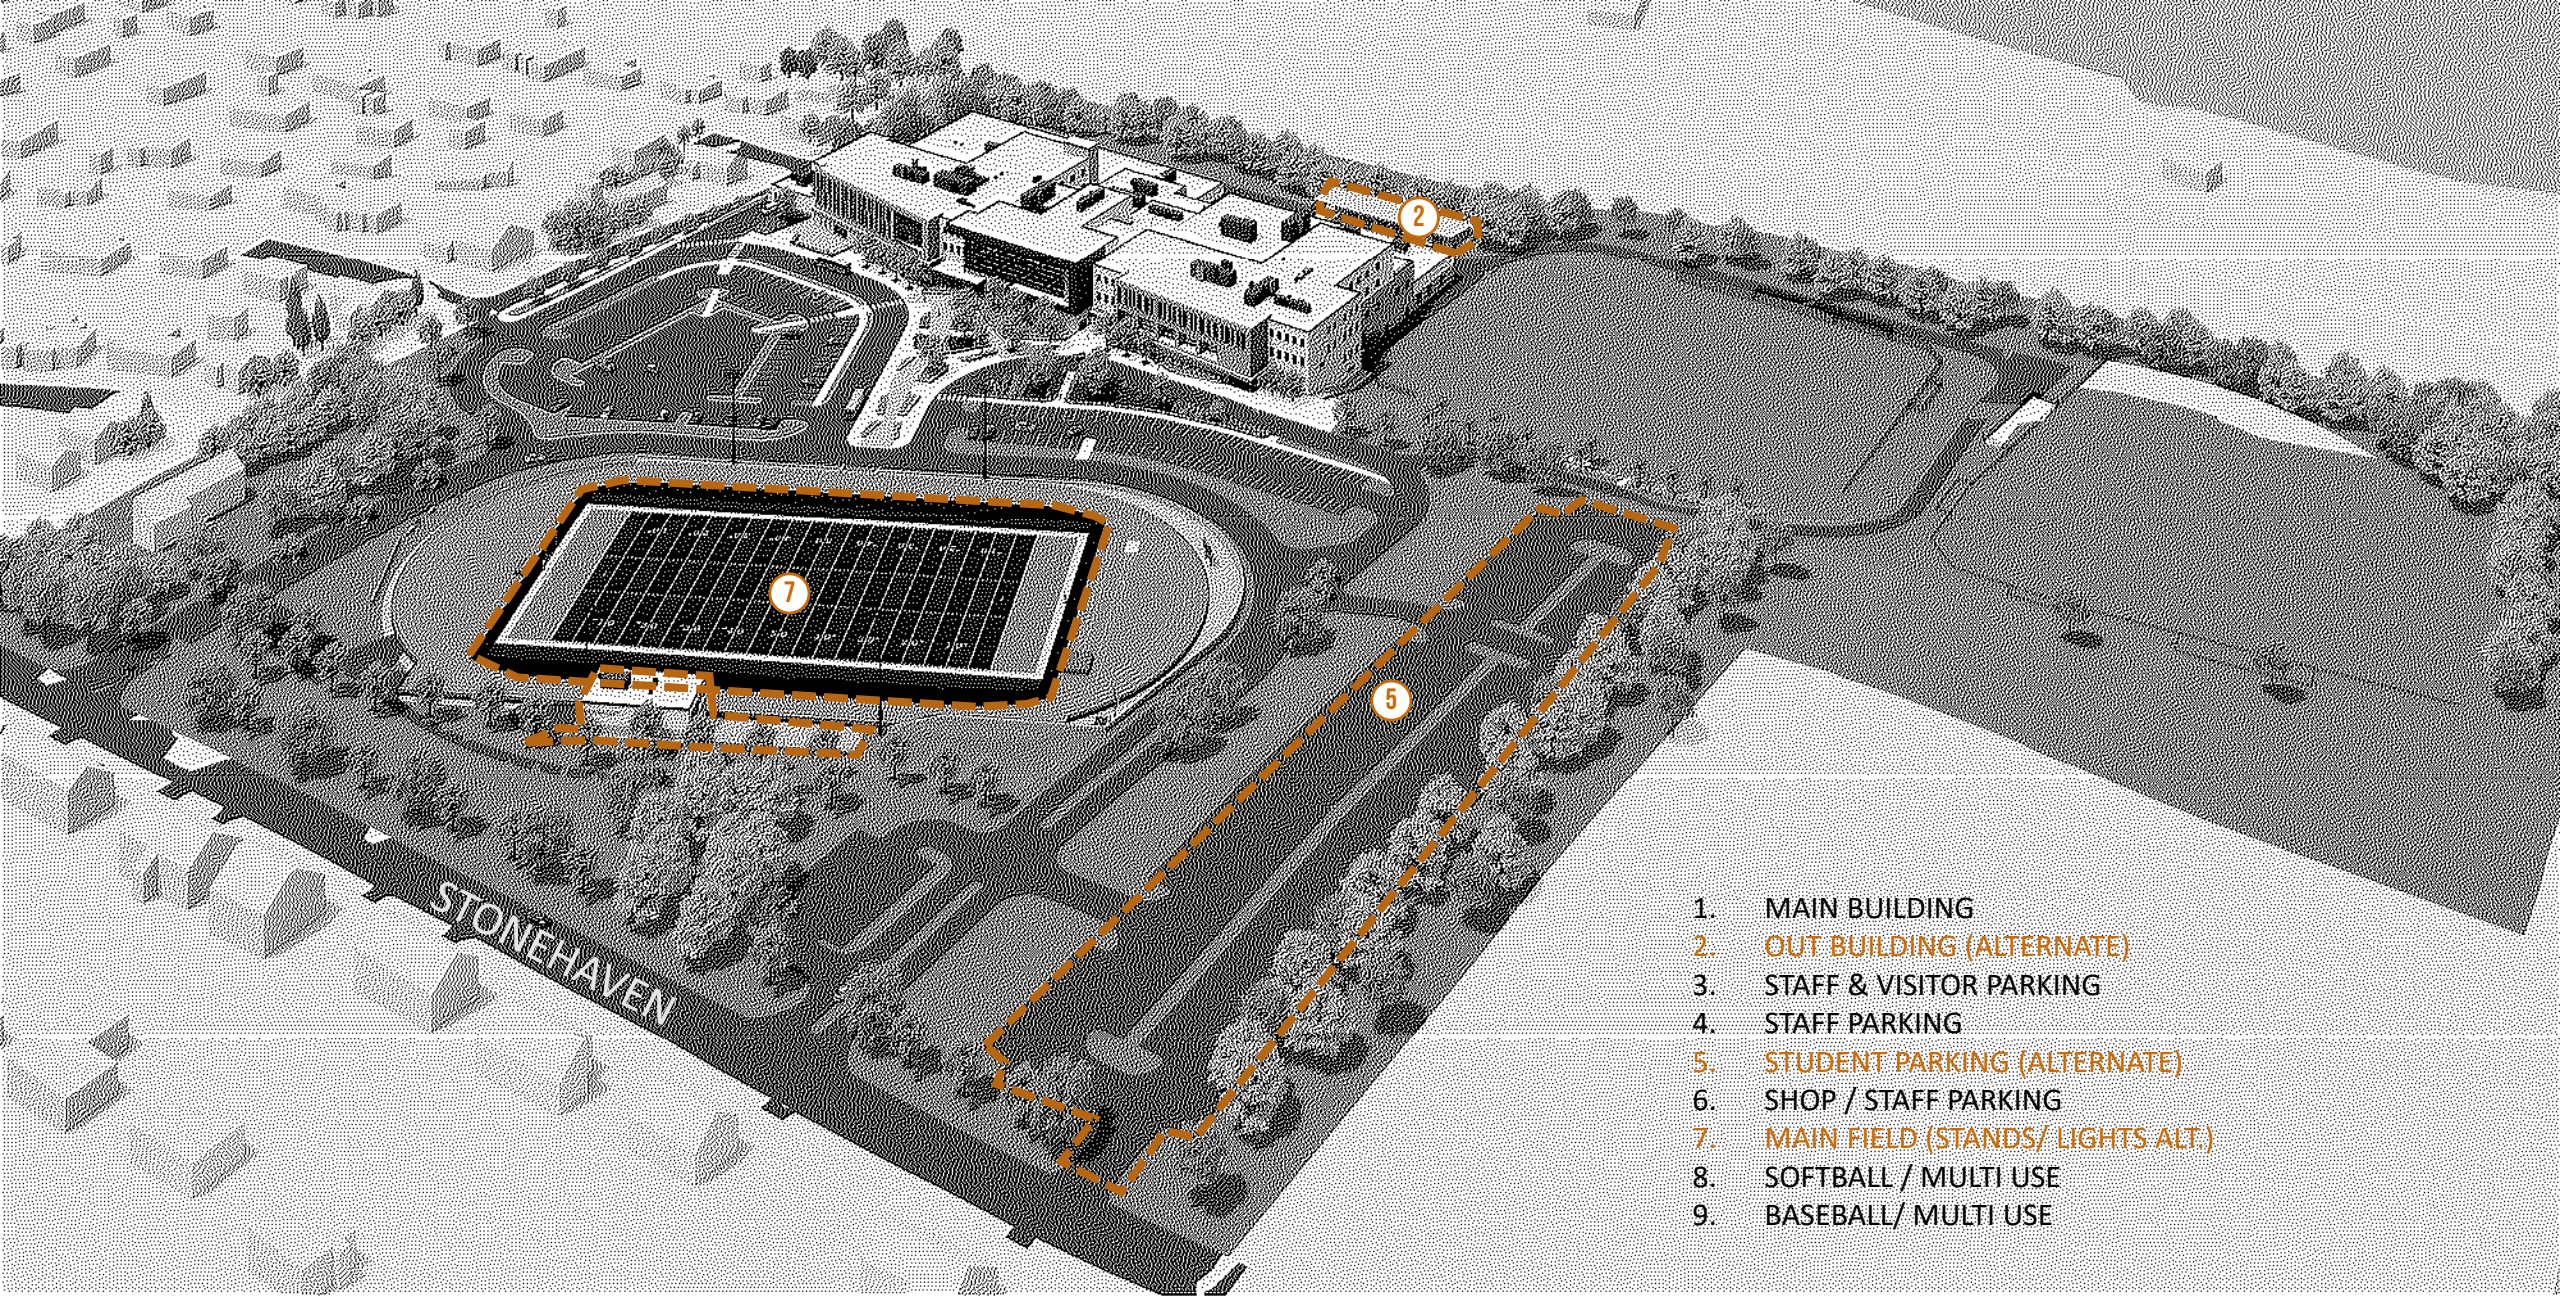 2
7
5
STONEHAVEN
1. MAIN BUILDING
2. OUT BUILDING (ALTERNATE)
3. STAFF & VISITOR PARKING
4. STAFF PARKING
5. STUDENT PARKING (ALTERNATE)
6. SHOP / STAFF PARKING
7. MAIN FIELD (STANDS/ LIGHTS ALT.)
8. SOFTBALL / MULTI USE
9. BASEBALL/ MULTI USE